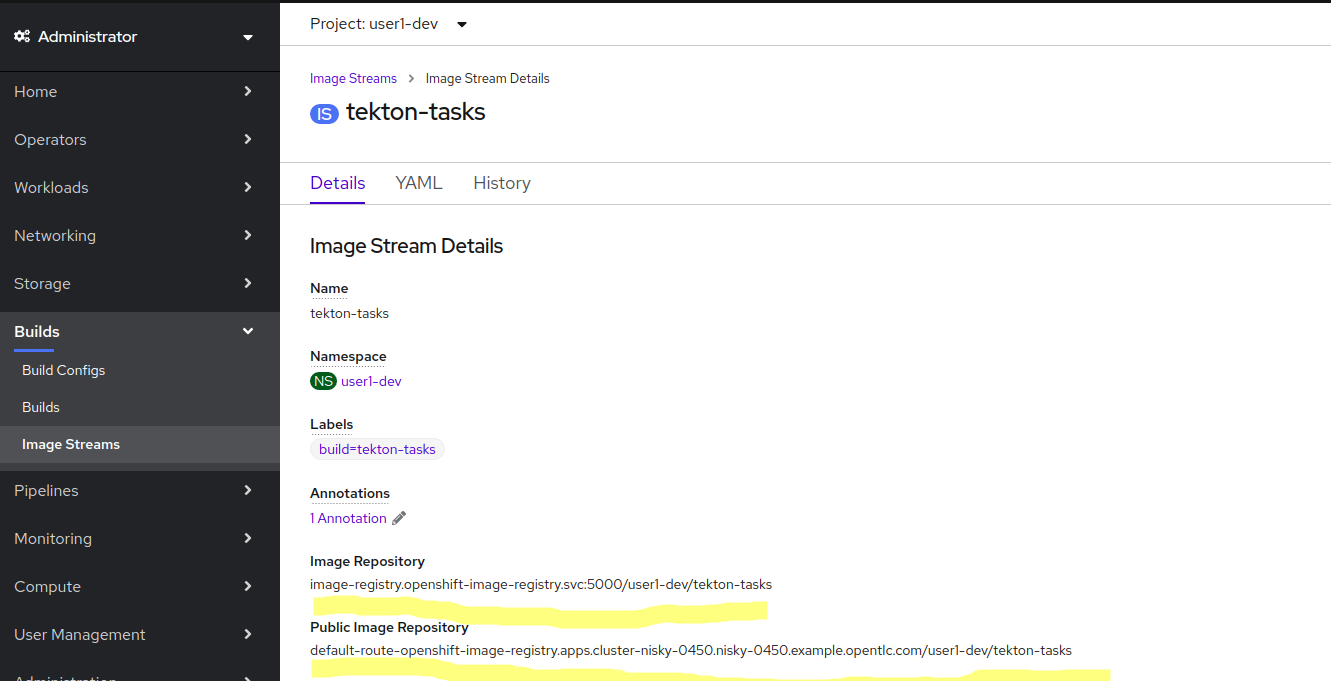 Administrator
Project: user1-dev
Home
Operators
Workloads
Networking
Storage
Builds
Build Configs
Builds
Image Streams
Pipelines
Monitoring
Compute
User Management
Administration
Image Streams > Image Stream Details
IS tekton-tasks
Details YAML History
Image Stream Details
Name
tekton-tasks
Namespace
NS user1-dev
Labels
build=tekton-tasks
Annotations
1 Annotation
Image Repository
image-registry.openshift-image-registry.svc:5000/user1-dev/tekton-tasks
Public Image Repository
default-route-openshift-image-registry.apps.cluster-nisky-0450.nisky-0450.example.opentlc.com/user1-dev/tekton-tasks